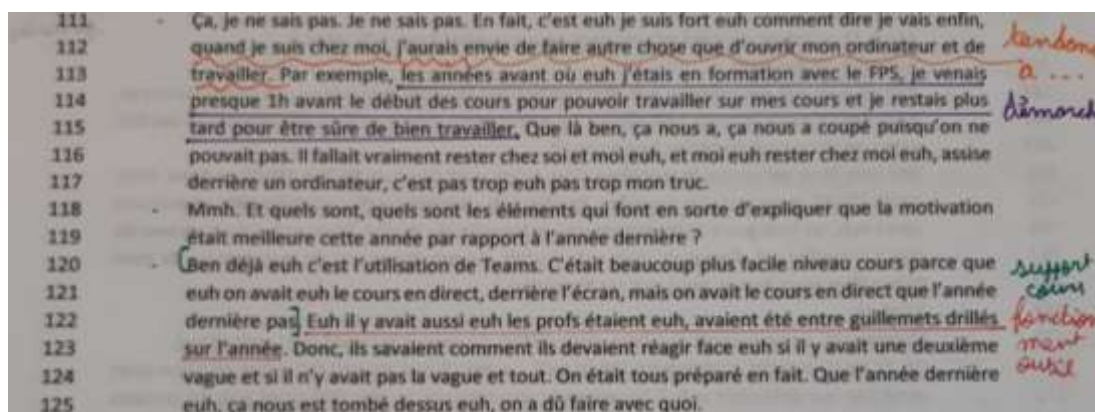 111 - Ça, je ne sais pas. Je ne sais pas. En fait, c'est euh je suis fort euh comment dire je vais enfin,
112 quand je suis chez moi, j'aurais envie de faire autre chose que d'ouvrir mon ordinateur et de tendance
113 travailler. Par exemple, les années avant où euh j'étais en formation avec le FPS, je venais à ...
114 presque 1h avant le début des cours pour pouvoir travailler sur mes cours et je restais plus démarch
115 tard pour être sûre de bien travailler. Que là ben, ça nous a, ça nous a coupé puisqu'on ne
116 pouvait pas. Il fallait vraiment rester chez soi et moi euh, et moi euh rester chez moi euh, assise
117 derrière un ordinateur, c'est pas trop euh pas trop mon truc.
118 - Mmh. Et quels sont, quels sont les éléments qui font en sorte d'expliquer que la motivation
119 était meilleure cette année par rapport à l'année dernière ?
120 - [Ben déjà euh c'est l'utilisation de Teams. C'était beaucoup plus facile niveau cours parce que support
121 euh on avait euh le cours en direct, derrière l'écran, mais on avait le cours en direct que l'année cours
122 dernière pas] Euh il y avait aussi euh les profs étaient euh, avaient été entre guillemets drillés fonction
123 sur l'année. Donc, ils savaient comment ils devaient réagir face euh si il y avait une deuxième ment
124 vague et si il n'y avait pas la vague et tout. On était tous préparé en fait. Que l'année dernière outil
125 euh, ça nous est tombé dessus euh, on a dû faire avec quoi.